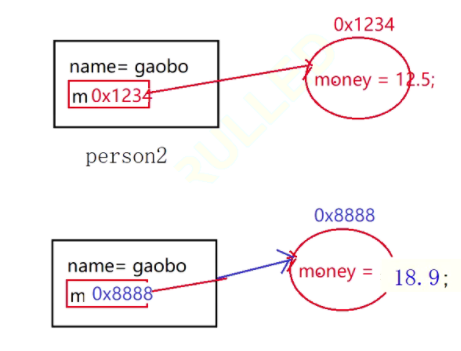 0x1234
name= gaobo
m 0x1234
money = 12.5;
person2
0x8888
name= gaobo
m 0x8888
money = 18.9;